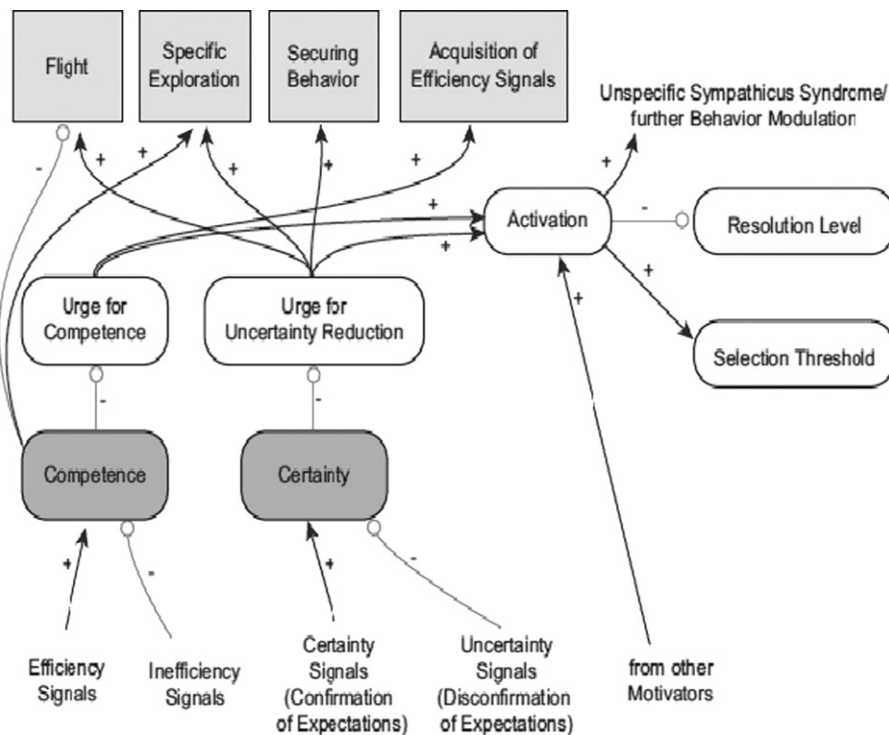 Flight
Specific
Exploration
Securing
Behavior
Acquisition of
Efficiency Signals
Unspecific Sympathicus Syndrome/
further Behavior Modulation
-
+
+
+
+
+
+
+
+
-
Activation
Resolution Level
+
+
Urge for
Competence
Urge for
Uncertainty Reduction
Selection Threshold
-
-
Competence
Certainty
+
-
+
-
Efficiency
Signals
Inefficiency
Signals
Certainty
Signals
(Confirmation
of Expectations)
Uncertainty
Signals
(Disconfirmation
of Expectations)
from other
Motivators